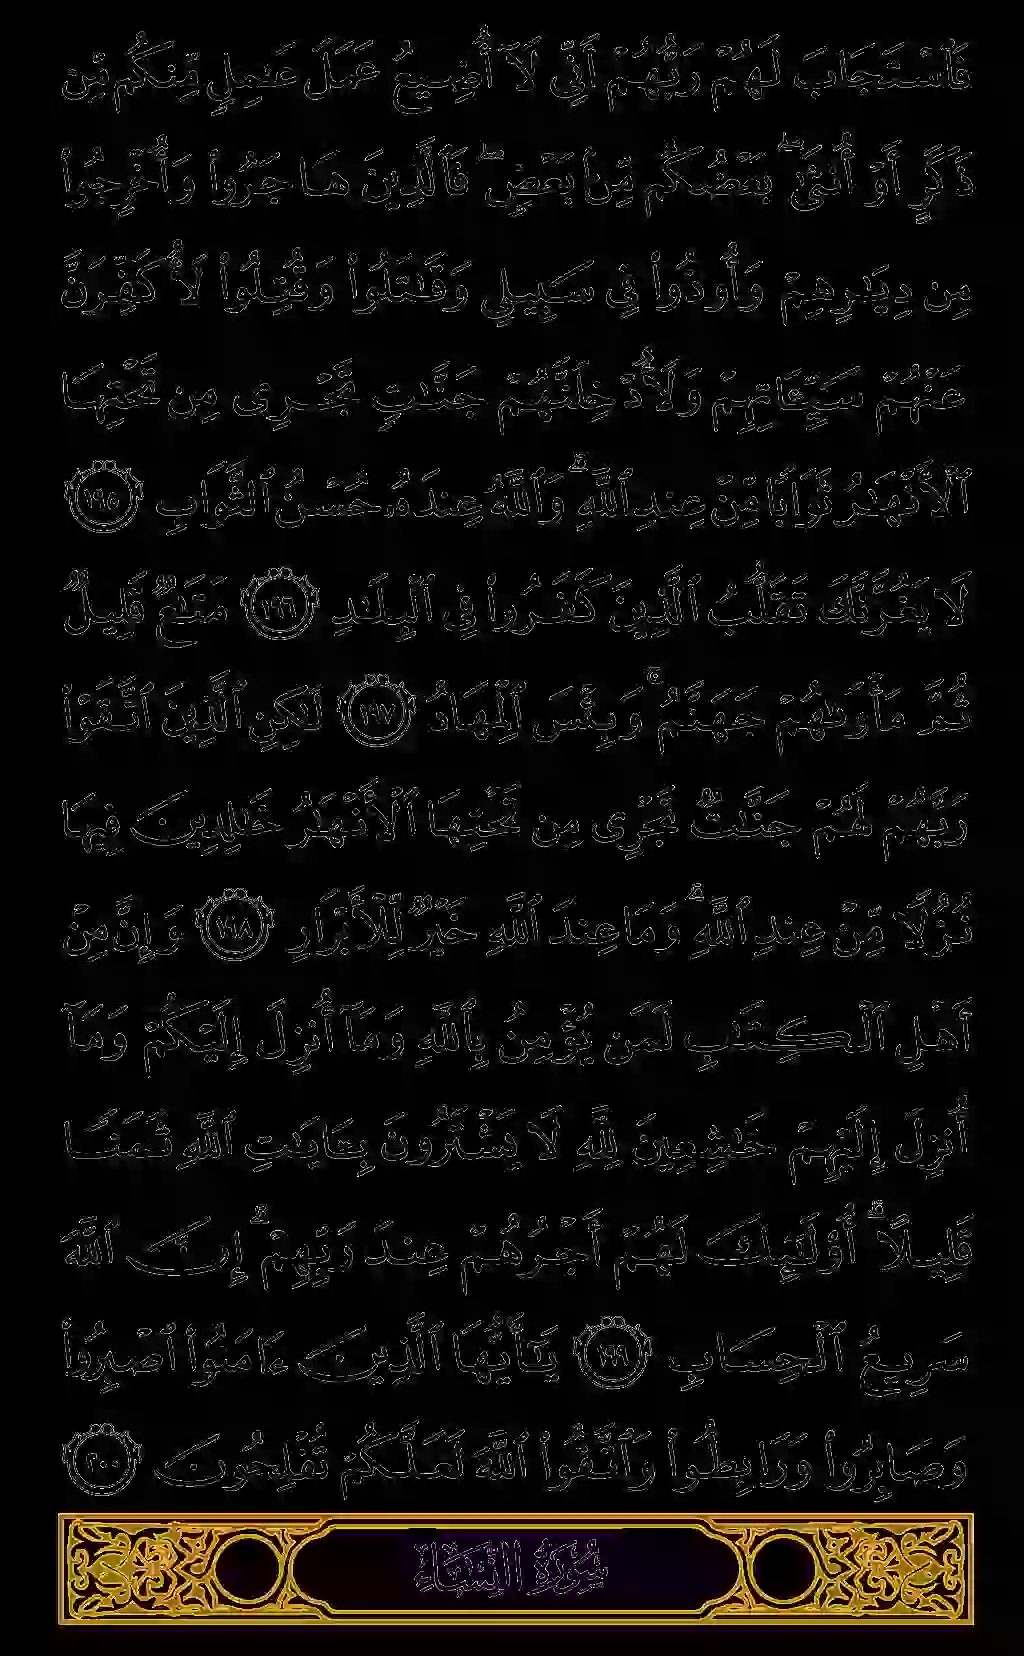 فَٱسْتَجَابَ لَهُمْ رَبُّهُمْ أَنِّى لَآ أُضِيعُ عَمَلَ عَٰمِلٍ مِّنكُم مِّن
ذَكَرٍ أَوْ أُنثَىٰ ۖ بَعْضُكُم مِّنۢ بَعْضٍ ۖ فَٱلَّذِينَ هَاجَرُوا۟ وَأُخْرِجُوا۟
مِن دِيَٰرِهِمْ وَأُوذُوا۟ فِى سَبِيلِى وَقَٰتَلُوا۟ وَقُتِلُوا۟ لَأُكَفِّرَنَّ
عَنْهُمْ سَيِّـَٔاتِهِمْ وَلَأُدْخِلَنَّهُمْ جَنَّٰتٍ تَجْرِى مِن تَحْتِهَا
ٱلْأَنْهَٰرُ ثَوَابًا مِّنْ عِندِ ٱللَّهِ ۗ وَٱللَّهُ عِندَهُۥ حُسْنُ ٱلثَّوَابِ ١٩٥
لَا يَغُرَّنَّكَ تَقَلُّبُ ٱلَّذِينَ كَفَرُوا۟ فِى ٱلْبِلَٰدِ ١٩٦ مَتَٰعٌ قَلِيلٌ
ثُمَّ مَأْوَىٰهُمْ جَهَنَّمُ ۚ وَبِئْسَ ٱلْمِهَادُ ١٩٧ لَٰكِنِ ٱلَّذِينَ ٱتَّقَوْا۟
رَبَّهُمْ لَهُمْ جَنَّٰتٌ تَجْرِى مِن تَحْتِهَا ٱلْأَنْهَٰرُ خَٰلِدِينَ فِيهَا
نُزُلًا مِّنْ عِندِ ٱللَّهِ ۗ وَمَا عِندَ ٱللَّهِ خَيْرٌ لِّلْأَبْرَارِ ١٩٨ وَإِنَّ مِنْ
أَهْلِ ٱلْكِتَٰبِ لَمَن يُؤْمِنُ بِٱللَّهِ وَمَآ أُنزِلَ إِلَيْكُمْ وَمَآ
أُنزِلَ إِلَيْهِمْ خَٰشِعِينَ لِلَّهِ لَا يَشْتَرُونَ بِـَٔايَٰتِ ٱللَّهِ ثَمَنًا
قَلِيلًا ۗ أُو۟لَٰٓئِكَ لَهُمْ أَجْرُهُمْ عِندَ رَبِّهِمْ ۗ إِنَّ ٱللَّهَ
سَرِيعُ ٱلْحِسَابِ ١٩٩ يَٰٓأَيُّهَا ٱلَّذِينَ ءَامَنُوا۟ ٱصْبِرُوا۟
وَصَابِرُوا۟ وَرَابِطُوا۟ وَٱتَّقُوا۟ ٱللَّهَ لَعَلَّكُمْ تُفْلِحُونَ ٢٠٠
سُورَةُ النِّسَاءِ